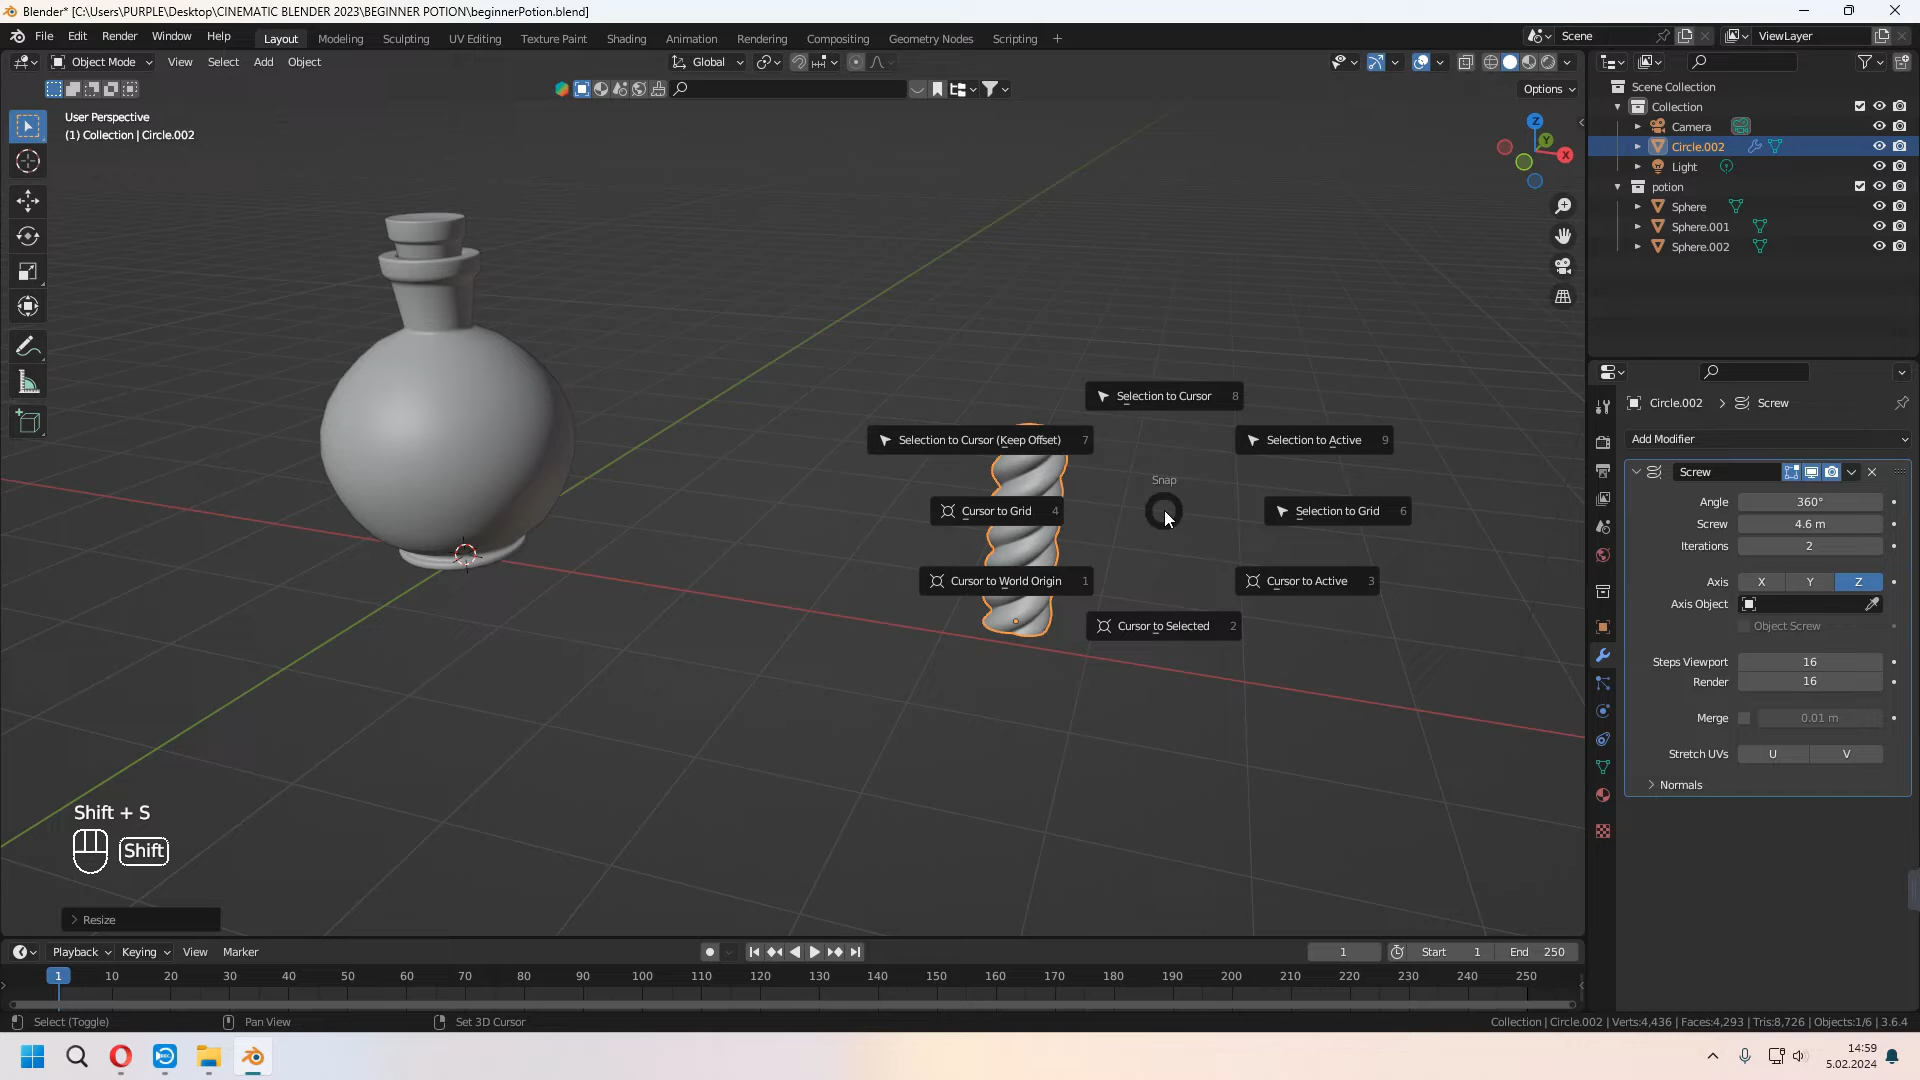 Blender* [C:\Users\PURPLE\Desktop\CINEMATIC BLENDER 2023\BEGINNER POTION\beginnerPotion.blend]
File Edit Render Window Help Layout Modeling Sculpting UV Editing Texture Paint Shading Animation Rendering Compositing Geometry Nodes Scripting + Scene ViewLayer
Object Mode View Select Add Object Global
Options
User Perspective
(1) Collection | Circle.002
Z
Y
X
Scene Collection
Collection
Camera
Circle.002
Light
potion
Sphere
Sphere.001
Sphere.002
Selection to Cursor 8
Selection to Cursor (Keep Offset) 7
Selection to Active 9
Snap
Cursor to Grid 4
Selection to Grid 6
Cursor to World Origin 1
Cursor to Active 3
Cursor to Selected 2
Circle.002 > Screw
Add Modifier
Screw
Angle 360°
Screw 4.6 m
Iterations 2
Axis X Y Z
Axis Object
Object Screw
Steps Viewport 16
Render 16
Merge 0.01 m
Stretch UVs U V
Normals
Shift + S
Shift
Resize
Playback Keying View Marker 1 Start 1 End 250
1 10 20 30 40 50 60 70 80 90 100 110 120 130 140 150 160 170 180 190 200 210 220 230 240 250
Select (Toggle) Pan View Set 3D Cursor Collection | Circle.002 | Verts:4,436 | Faces:4,293 | Tris:8,726 | Objects:1/6 | 3.6.4
14:59
5.02.2024